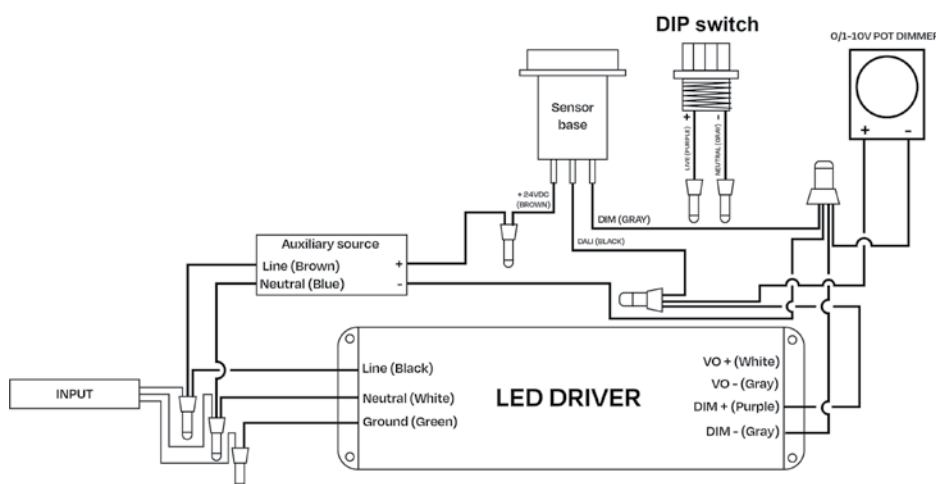 DIP switch
0/1-10V POT DIMMER
+ -
Sensor
base
+ -
LIVE (PURPLE)
NEUTRAL (GRAY)
+ 24VDC
(BROWN)
DIM (GRAY)
DALI (BLACK)
Auxiliary source
Line (Brown) +
Neutral (Blue) -
INPUT
Line (Black)
Neutral (White)
Ground (Green)
LED DRIVER
VO + (White)
VO - (Gray)
DIM + (Purple)
DIM - (Gray)